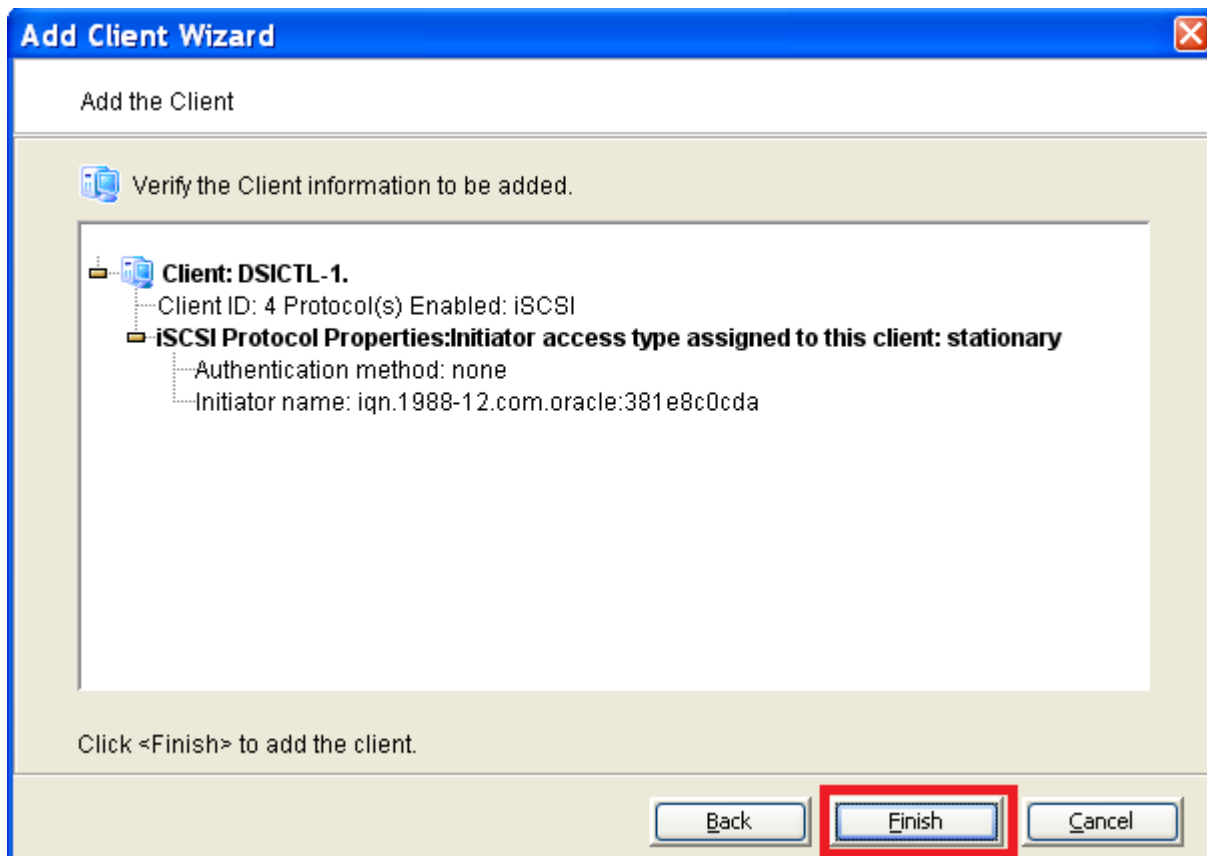 Add Client Wizard
Add the Client
Verify the Client information to be added.
Client: DSICTL-1.
Client ID: 4 Protocol(s) Enabled: iSCSI
iSCSI Protocol Properties:Initiator access type assigned to this client: stationary
Authentication method: none
Initiator name: iqn.1988-12.com.oracle:381e8c0cda
Click <Finish> to add the client.
Back Finish Cancel